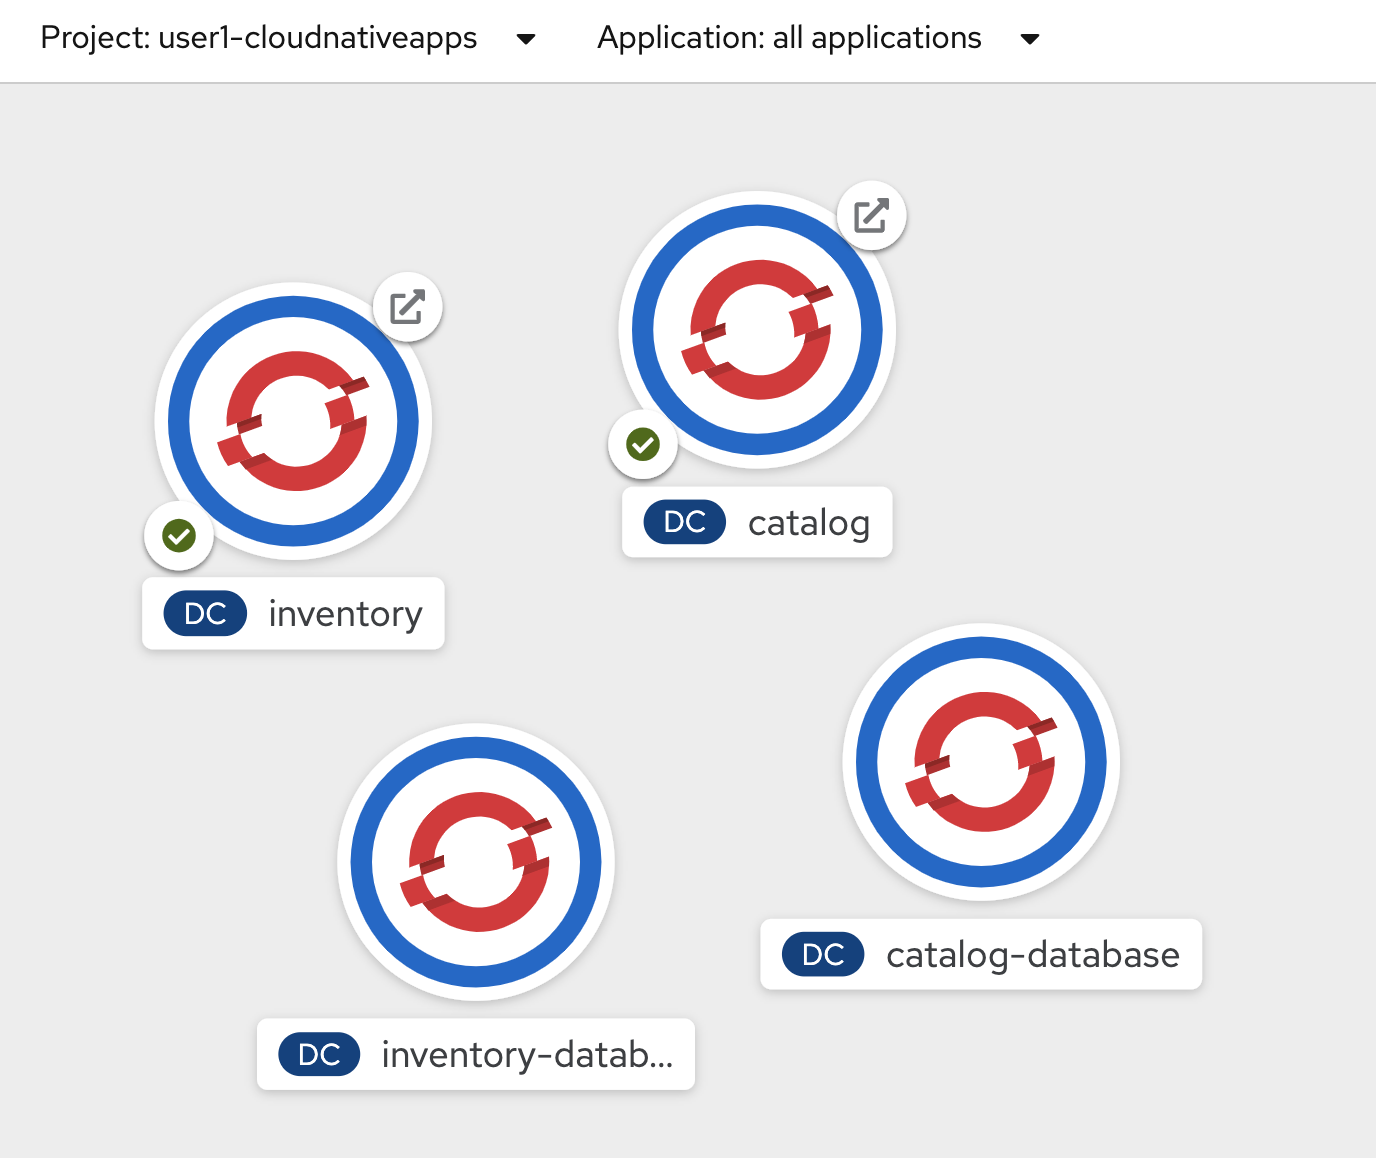 Project: user1-cloudnativeapps
Application: all applications
DC catalog
DC inventory
DC catalog-database
DC inventory-datab...